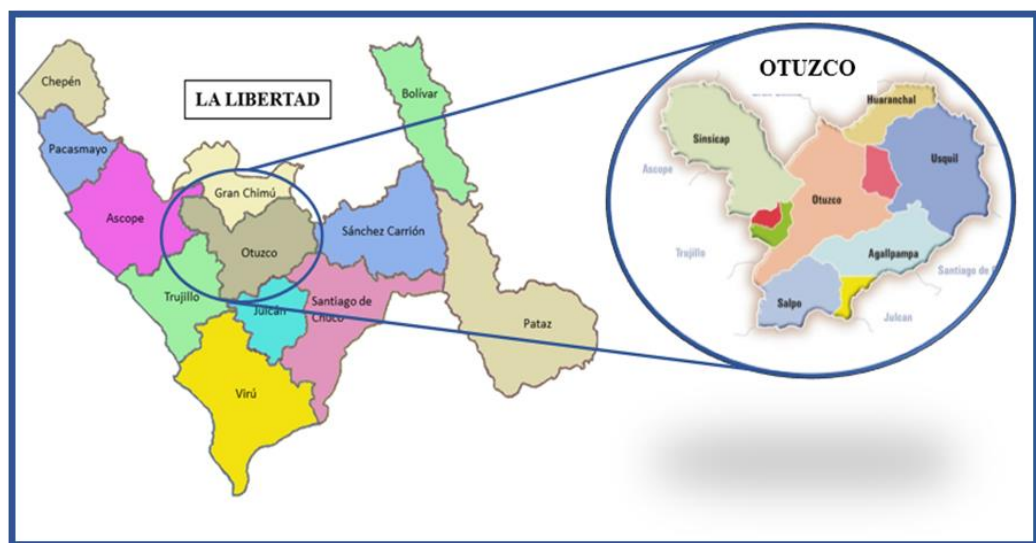 Chepén
LA LIBERTAD
Bolívar
Pacasmayo
Gran Chimú
Ascope
Otuzco
Sánchez Carrión
Trujillo
Julcán
Santiago de
Chuco
Pataz
Virú
OTUZCO
Huaranchal
Sinsicap
Usquil
Ascope
Otuzco
Trujillo
Agallpampa
Santiago de
Salpo
Julcan